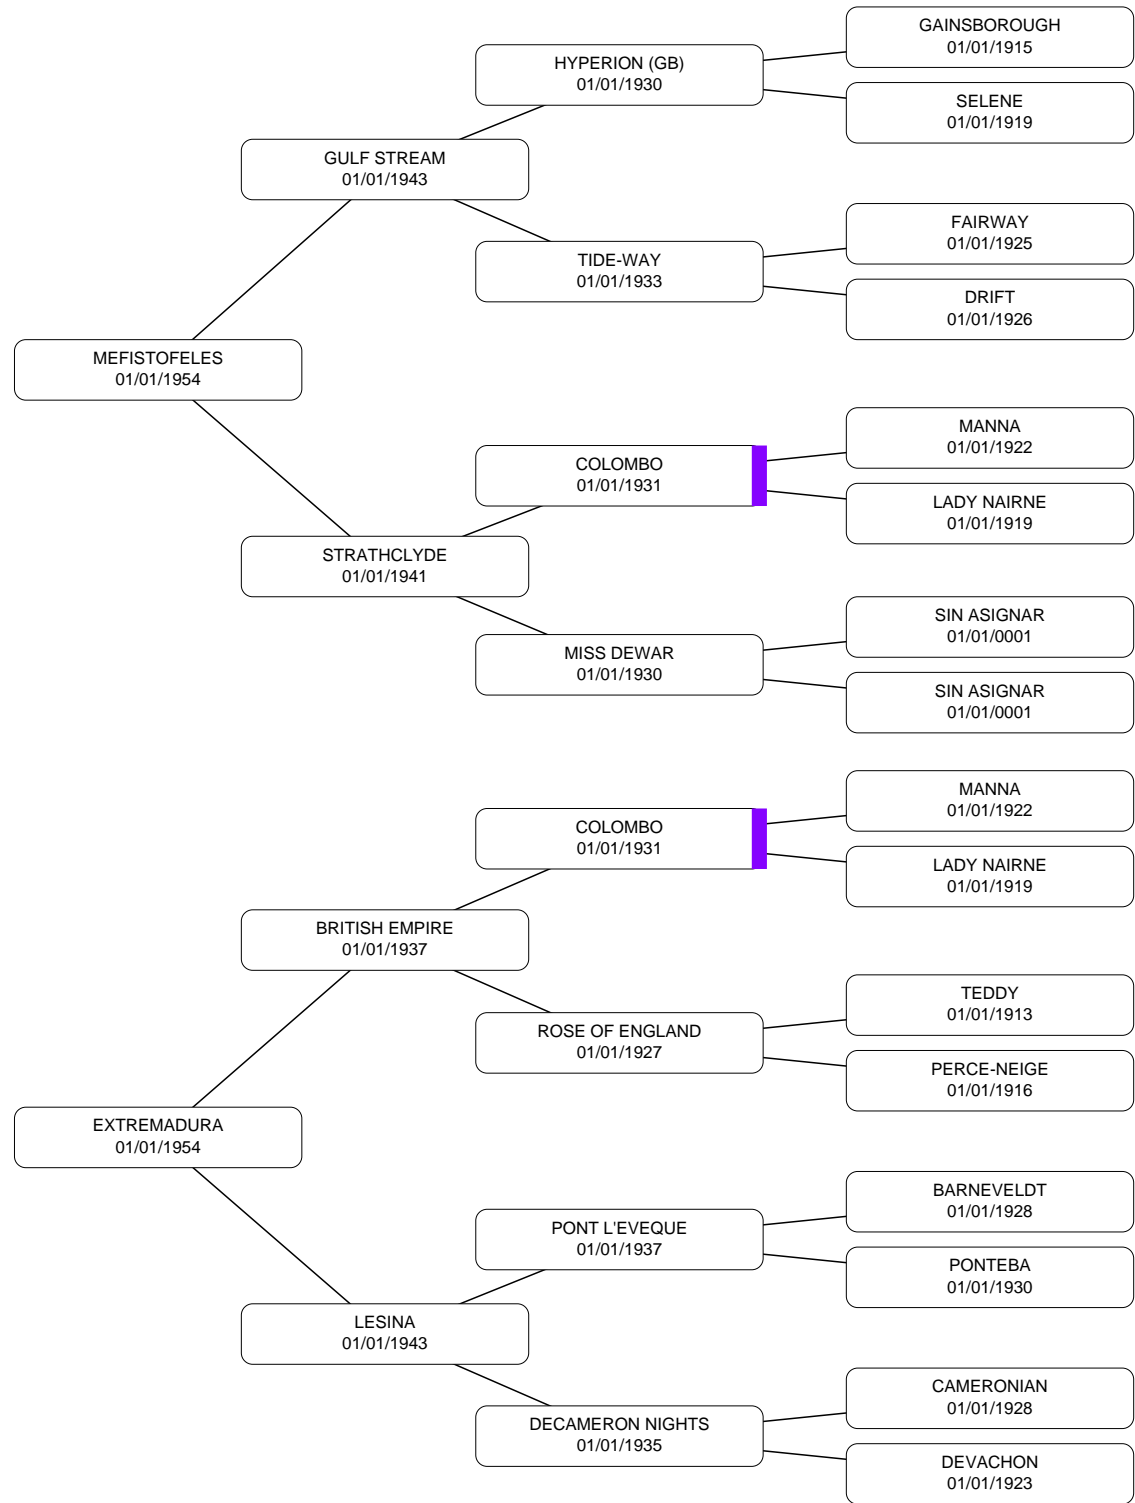 GAINSBOROUGH
01/01/1915
HYPERION (GB)
01/01/1930
SELENE
01/01/1919
GULF STREAM
01/01/1943
FAIRWAY
01/01/1925
TIDE-WAY
01/01/1933
DRIFT
01/01/1926
MEFISTOFELES
01/01/1954
MANNA
01/01/1922
COLOMBO
01/01/1931
LADY NAIRNE
01/01/1919
STRATHCLYDE
01/01/1941
SIN ASIGNAR
01/01/0001
MISS DEWAR
01/01/1930
SIN ASIGNAR
01/01/0001
MANNA
01/01/1922
COLOMBO
01/01/1931
LADY NAIRNE
01/01/1919
BRITISH EMPIRE
01/01/1937
TEDDY
01/01/1913
ROSE OF ENGLAND
01/01/1927
PERCE-NEIGE
01/01/1916
EXTREMADURA
01/01/1954
BARNEVELDT
01/01/1928
PONT L'EVEQUE
01/01/1937
PONTEBA
01/01/1930
LESINA
01/01/1943
CAMERONIAN
01/01/1928
DECAMERON NIGHTS
01/01/1935
DEVACHON
01/01/1923